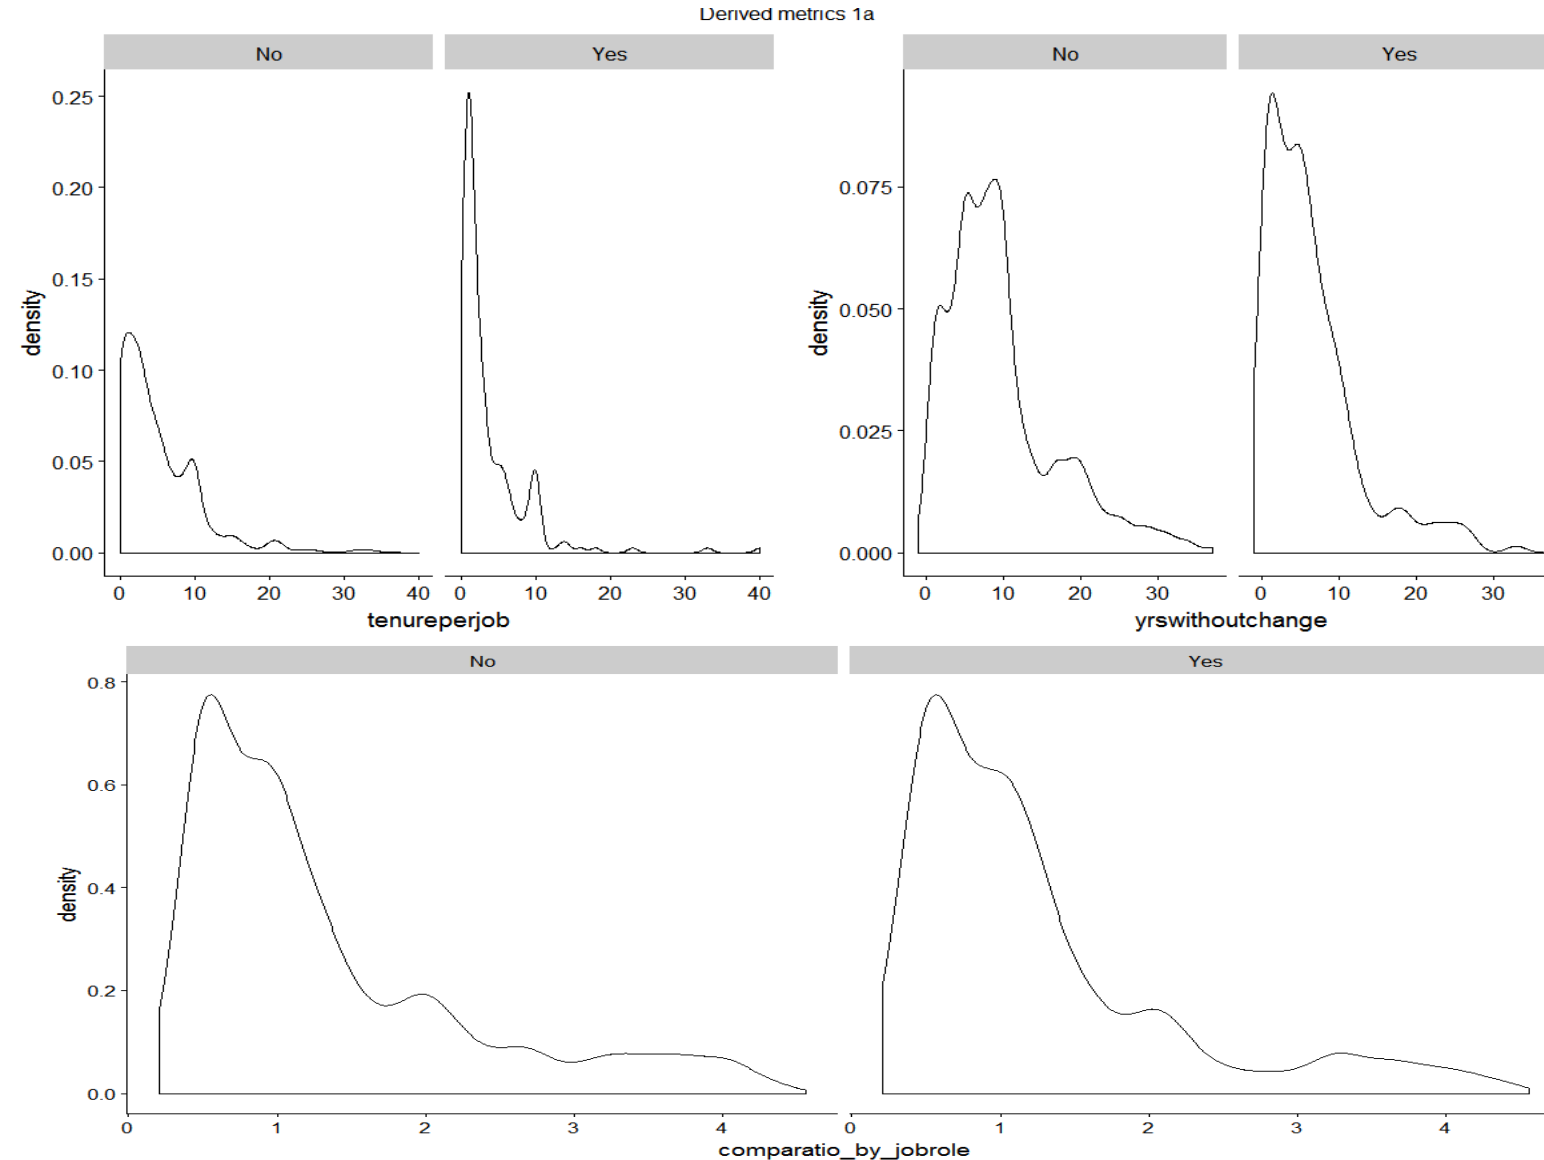 Derived metrics 1a
No Yes
0.25
0.20
0.15
0.10
0.05
0.00
density
0 10 20 30 40 0 10 20 30 40
tenureperjob
No Yes
0.075
0.050
0.025
0.000
density
0 10 20 30 0 10 20 30
yrswithoutchange
No Yes
0.8
0.6
0.4
0.2
0.0
density
0 1 2 3 4 0 1 2 3 4
comparatio_by_jobrole